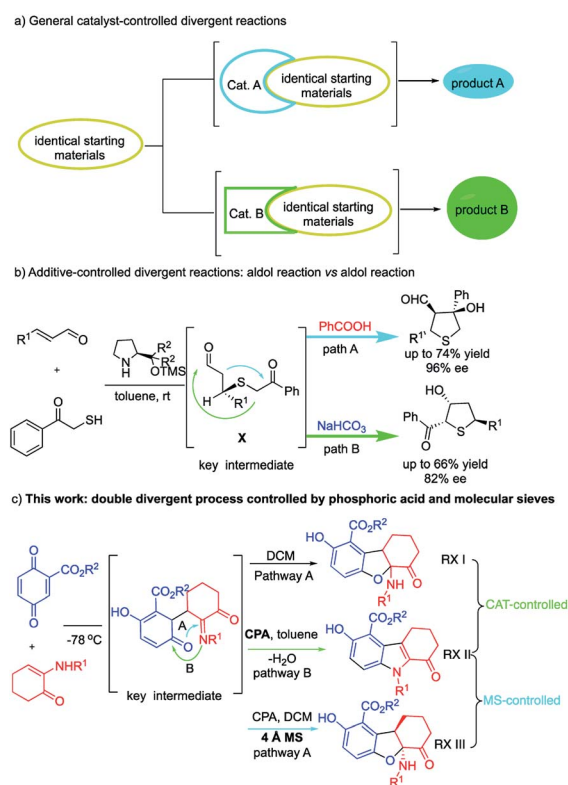 a) General catalyst-controlled divergent reactions
identical starting
materials
Cat. A
identical starting
materials
product A
Cat. B
identical starting
materials
product B
b) Additive-controlled divergent reactions: aldol reaction vs aldol reaction
R1
O
+
Ph
O
SH
N
H
R2
R2
OTMS
toluene, rt
O
H
S
R1
O
Ph
X
key intermediate
PhCOOH
path A
NaHCO3
path B
OHC
Ph
OH
R1
S
up to 74% yield
96% ee
HO
Ph
O
S
R1
up to 66% yield
82% ee
c) This work: double divergent process controlled by phosphoric acid and molecular sieves
O
CO2R2
O
+
NHR1
O
-78 °C
CO2R2
HO
A
O
O
NR1
B
key intermediate
DCM
Pathway A
CPA, toluene
-H2O
pathway B
CPA, DCM
4 Å MS
pathway A
CO2R2
HO
O
NH
R1
O
RX I
CO2R2
HO
N
R1
O
RX II
CO2R2
HO
O
NH
R1
O
RX III
CAT-controlled
MS-controlled